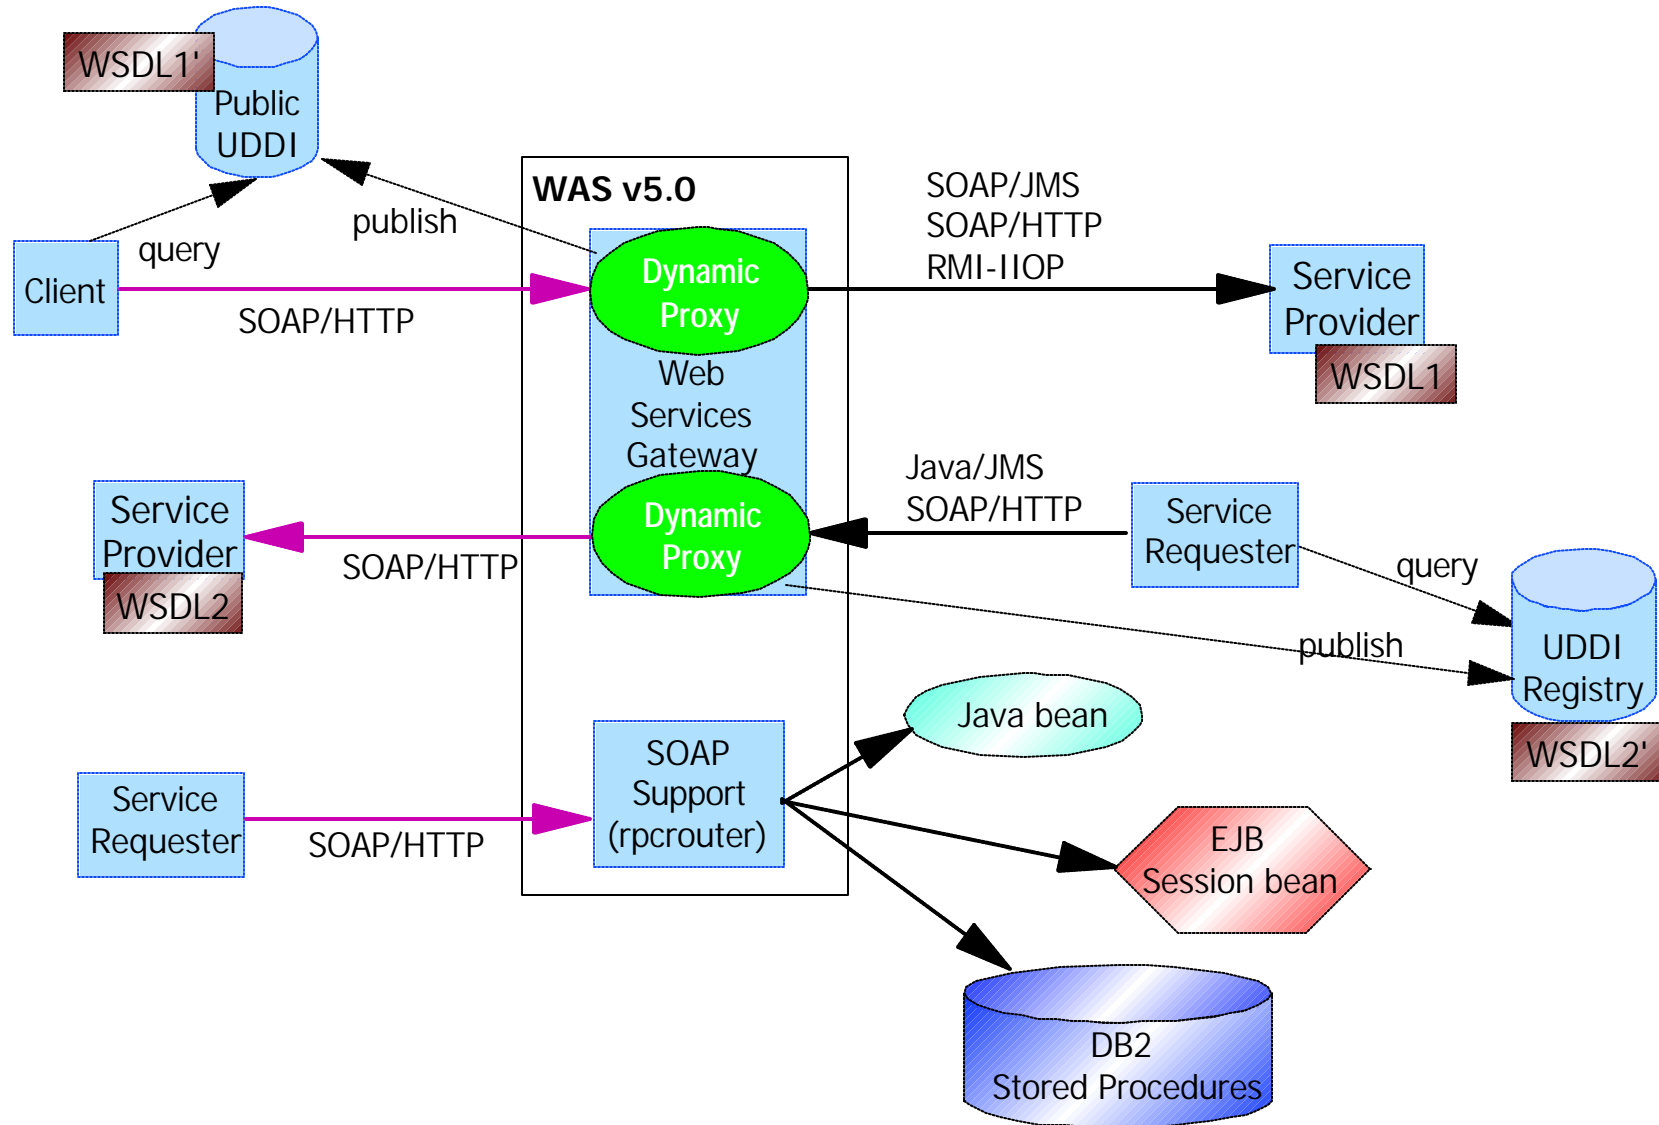 WSDL1'
Public
UDDI
WAS v5.0
publish
query
Client
SOAP/HTTP
Dynamic
Proxy
SOAP/JMS
SOAP/HTTP
RMI-IIOP
Service
Provider
WSDL1
Web
Services
Gateway
Service
Provider
WSDL2
SOAP/HTTP
Dynamic
Proxy
Java/JMS
SOAP/HTTP
Service
Requester
query
publish
UDDI
Registry
WSDL2'
Service
Requester
SOAP/HTTP
SOAP
Support
(rpcrouter)
Java bean
EJB
Session bean
DB2
Stored Procedures